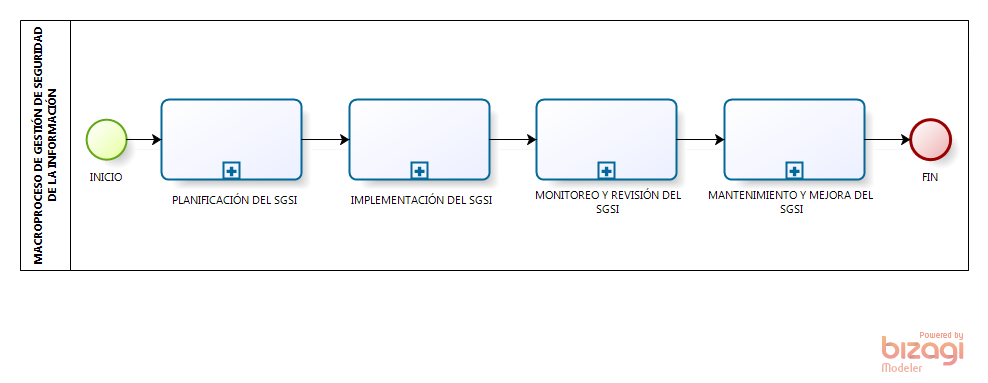 MACROPROCESO DE GESTIÓN DE SEGURIDAD
DE LA INFORMACIÓN
INICIO
PLANIFICACIÓN DEL SGSI
IMPLEMENTACIÓN DEL SGSI
MONITOREO Y REVISIÓN DEL
SGSI
MANTENIMIENTO Y MEJORA DEL
SGSI
FIN
Powered by
bizagi
Modeler